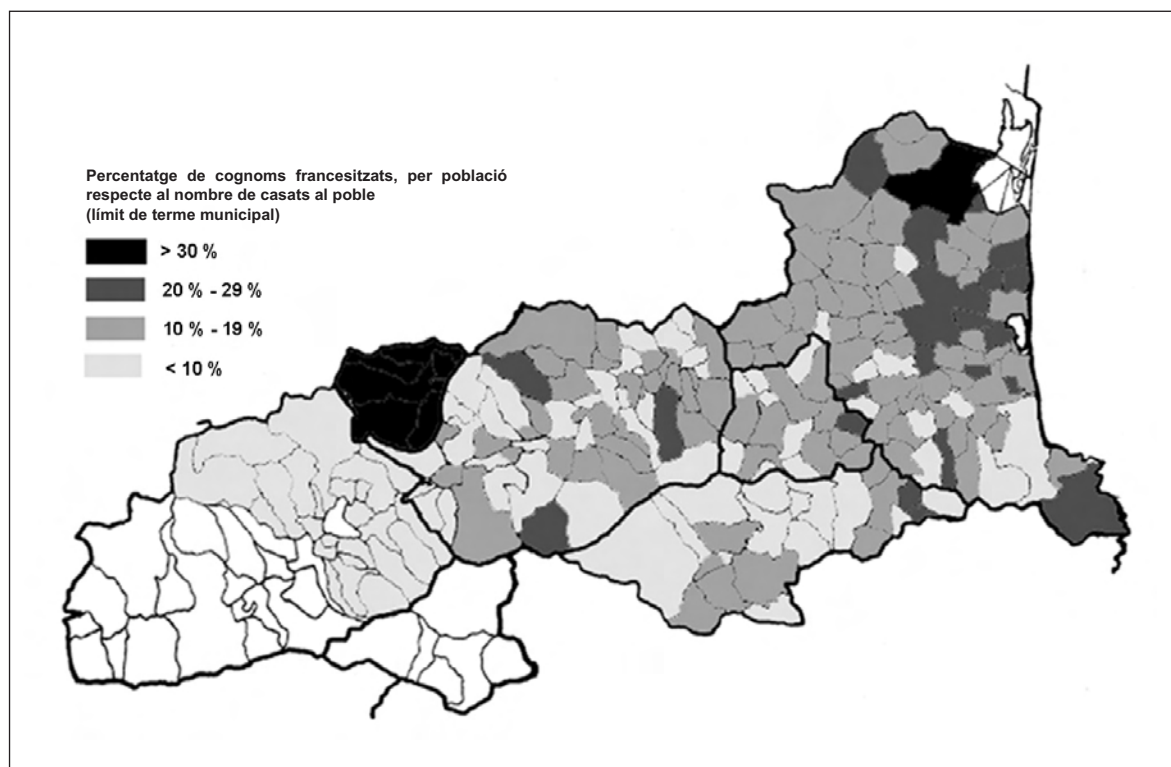 Percentatge de cognoms francesitzats, per població
respecte al nombre de casats al poble
(límit de terme municipal)
> 30 %
20 % - 29 %
10 % - 19 %
< 10 %